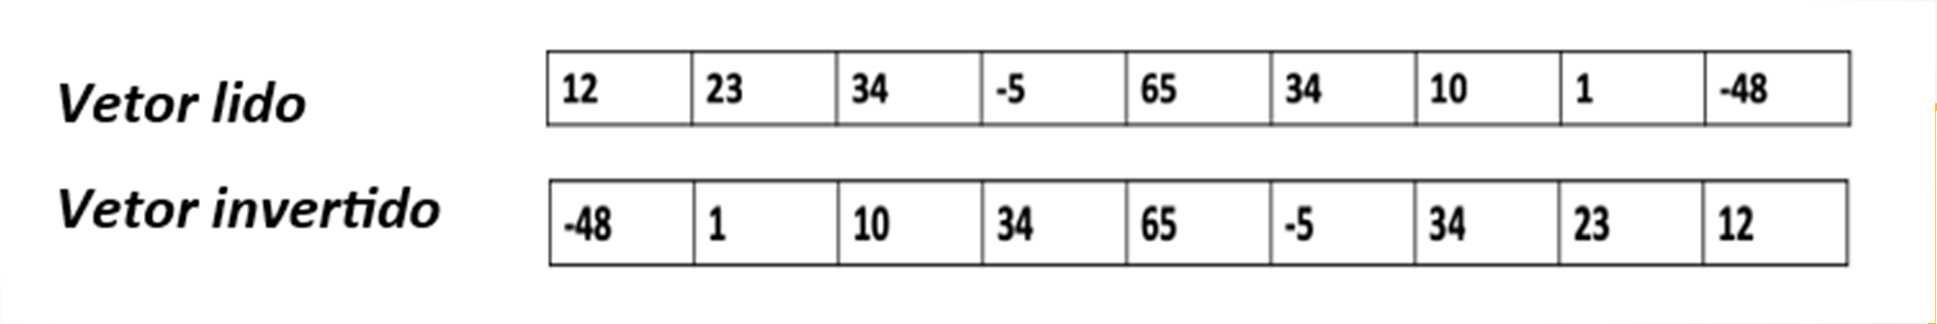 Vetor lido 12 23 34 -5 65 34 10 1 -48
Vetor invertido -48 1 10 34 65 -5 34 23 12